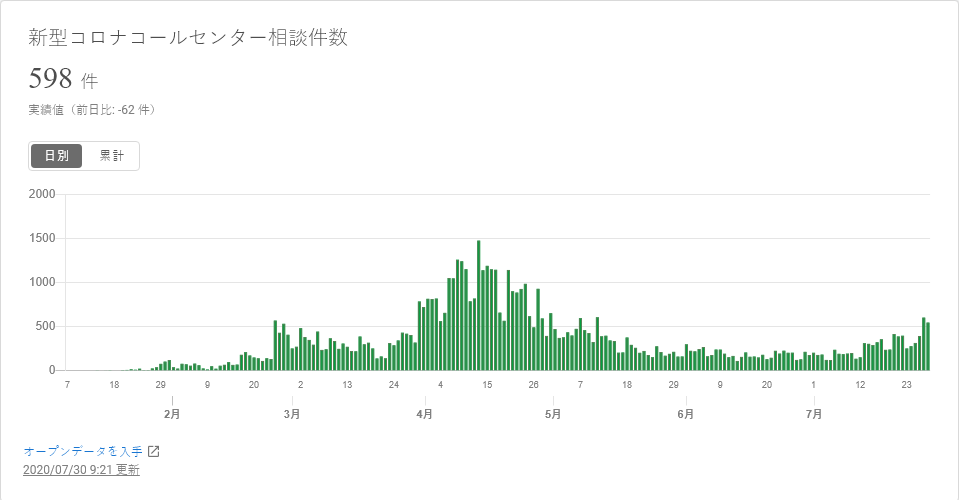 新型コロナコールセンター相談件数
598 件
実績値（前日比: -62 件）
日別 累計
2000
1500
1000
500
0
7 18 29 9 20 2 13 24 4 15 26 7 18 29 9 20 1 12 23
2月 3月 4月 5月 6月 7月
オープンデータを入手
2020/07/30 9:21 更新